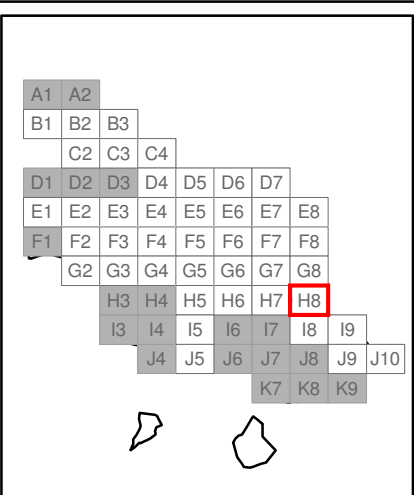 A1 A2
B1 B2 B3
C2 C3 C4
D1 D2 D3 D4 D5 D6 D7
E1 E2 E3 E4 E5 E6 E7 E8
F1 F2 F3 F4 F5 F6 F7 F8
G2 G3 G4 G5 G6 G7 G8
H3 H4 H5 H6 H7 H8
I3 I4 I5 I6 I7 I8 I9
J4 J5 J6 J7 J8 J9 J10
K7 K8 K9